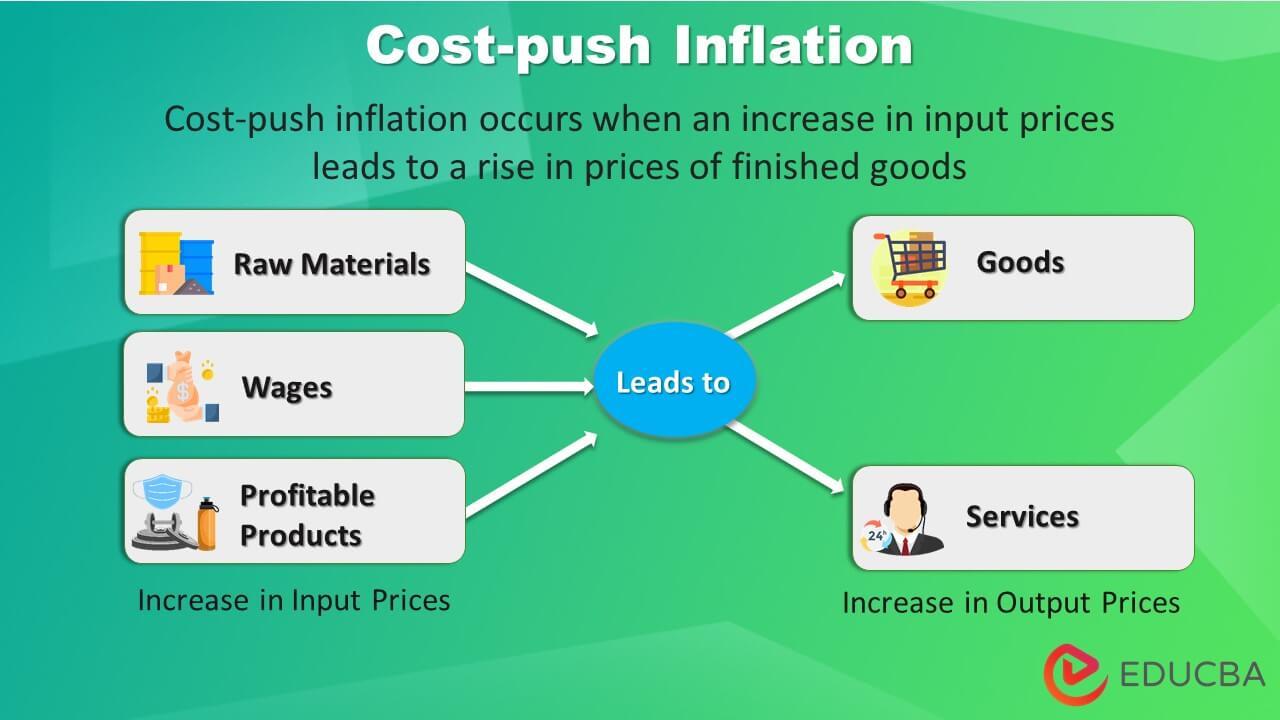 Cost-push Inflation
Cost-push inflation occurs when an increase in input prices
leads to a rise in prices of finished goods
Raw Materials
Wages
$
Profitable
Products
Increase in Input Prices
Leads to
Goods
24h
Services
Increase in Output Prices
EDUCBA